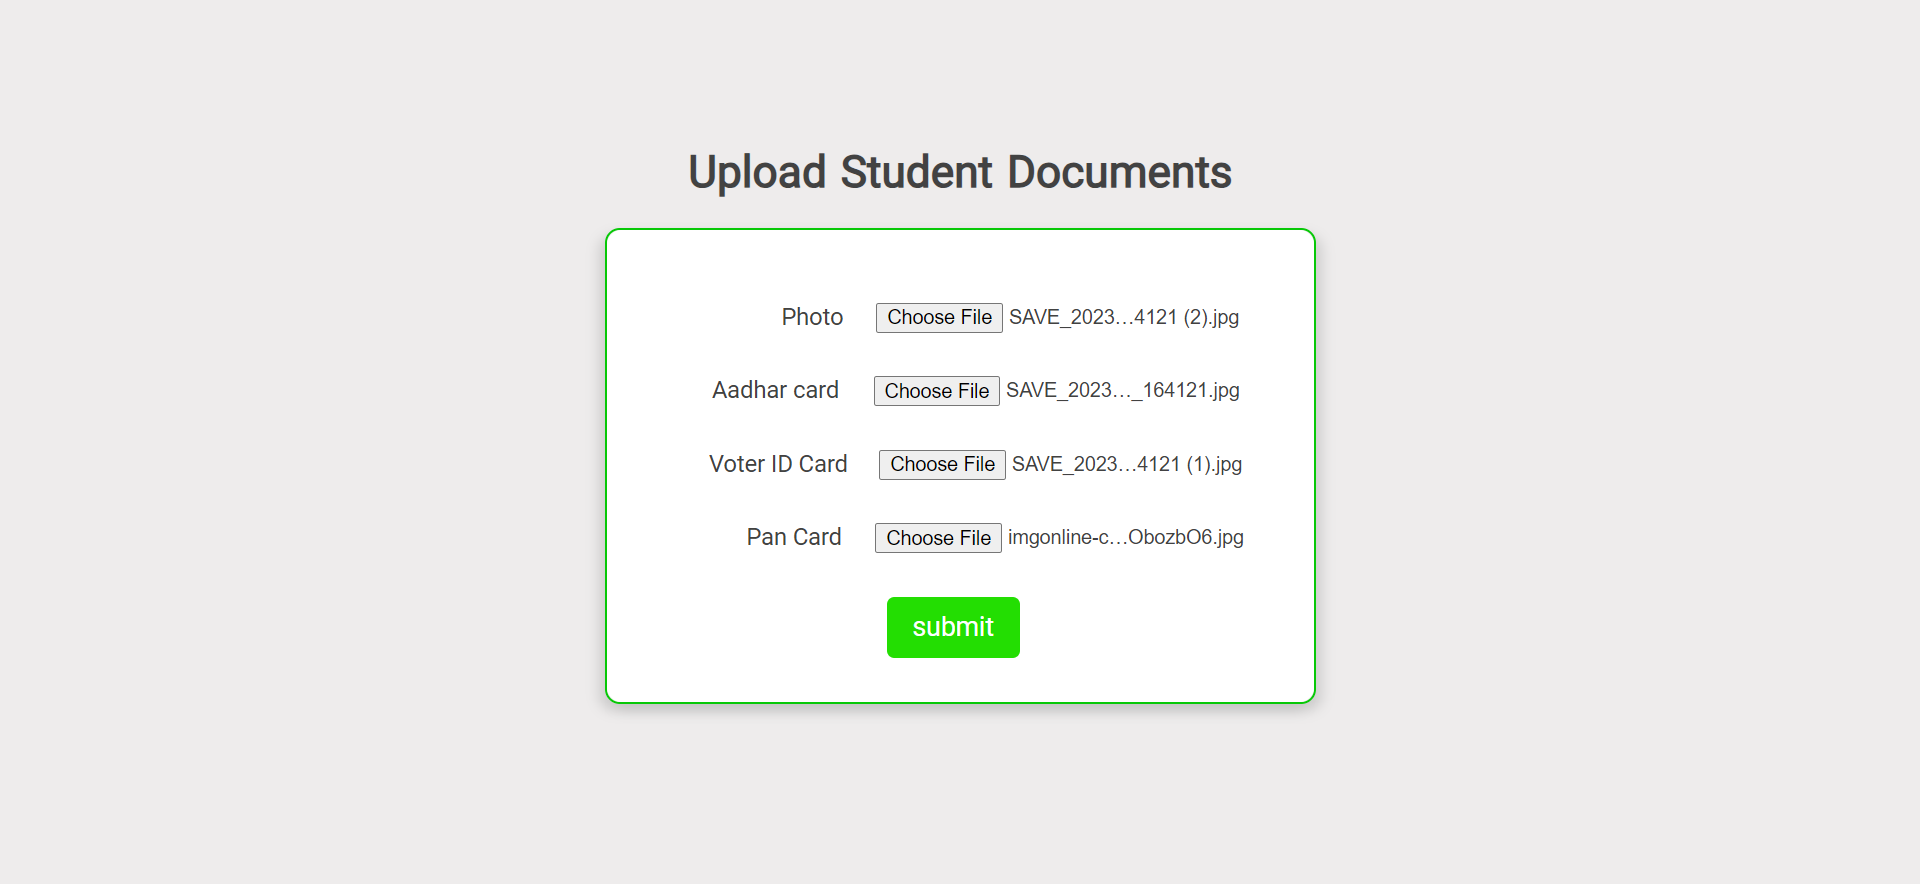 Upload Student Documents
Photo Choose File SAVE_2023…4121 (2).jpg
Aadhar card Choose File SAVE_2023…_164121.jpg
Voter ID Card Choose File SAVE_2023…4121 (1).jpg
Pan Card Choose File imgonline-c…ObozbO6.jpg
submit